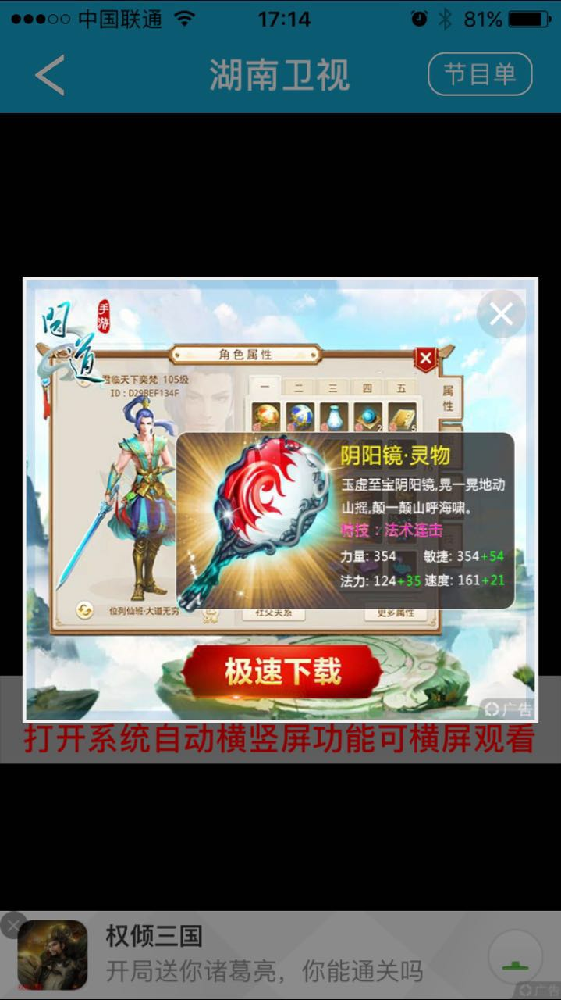 中国联通
17:14
81%
湖南卫视
节目单
问道
手游
角色属性
君临天下奕梵 105级
ID：D29BEF134F
一 二 三 四 五
属性
阴阳镜·灵物
玉虚至宝阴阳镜,晃一晃地动
山摇,颠一颠山呼海啸。
特技：法术连击
力量: 354 敏捷: 354+54
法力: 124+35 速度: 161+21
位列仙班·大道无穷
社交关系
更多属性
极速下载
广告
打开系统自动横竖屏功能可横屏观看
权倾三国
开局送你诸葛亮，你能通关吗
广告